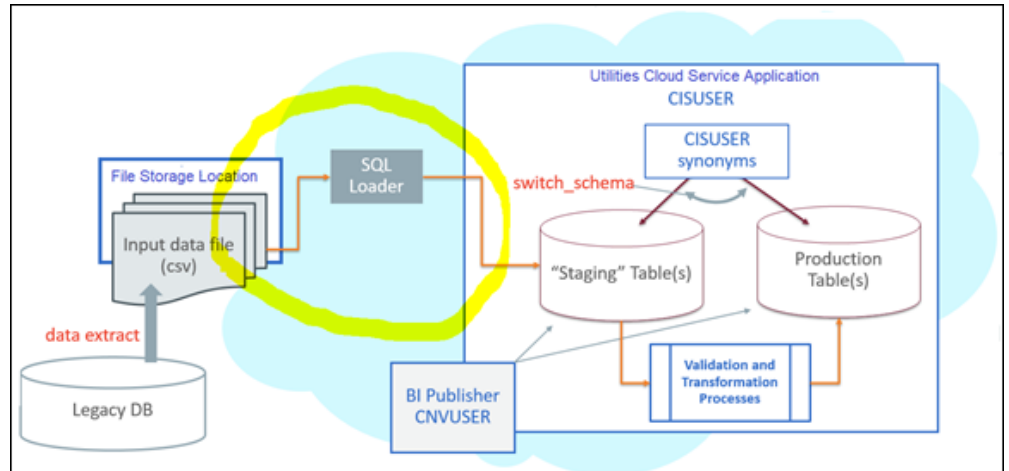 Utilities Cloud Service Application
CISUSER
CISUSER
synonyms
SQL
Loader
File Storage Location
switch_schema
Input data file
(csv)
"Staging" Table(s)
Production
Table(s)
data extract
Legacy DB
BI Publisher
CNVUSER
Validation and
Transformation
Processes